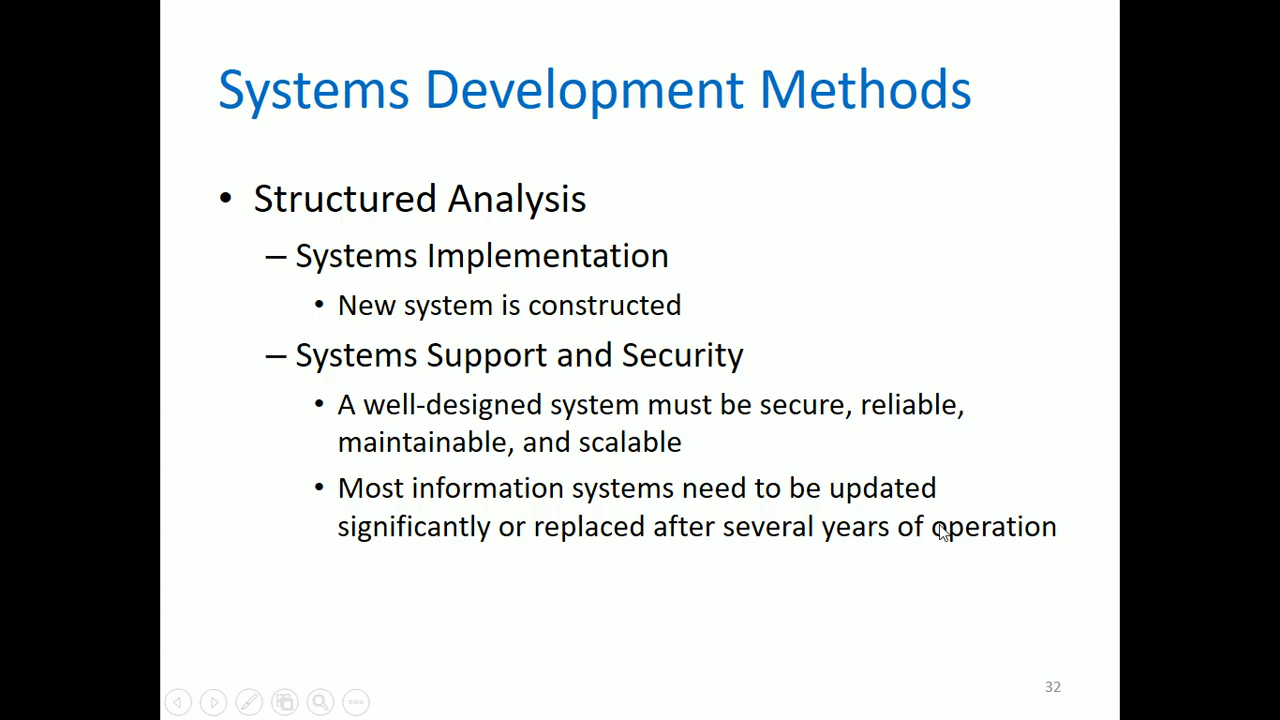 Systems Development Methods
• Structured Analysis
– Systems Implementation
• New system is constructed
– Systems Support and Security
• A well-designed system must be secure, reliable,
maintainable, and scalable
• Most information systems need to be updated
significantly or replaced after several years of operation
32